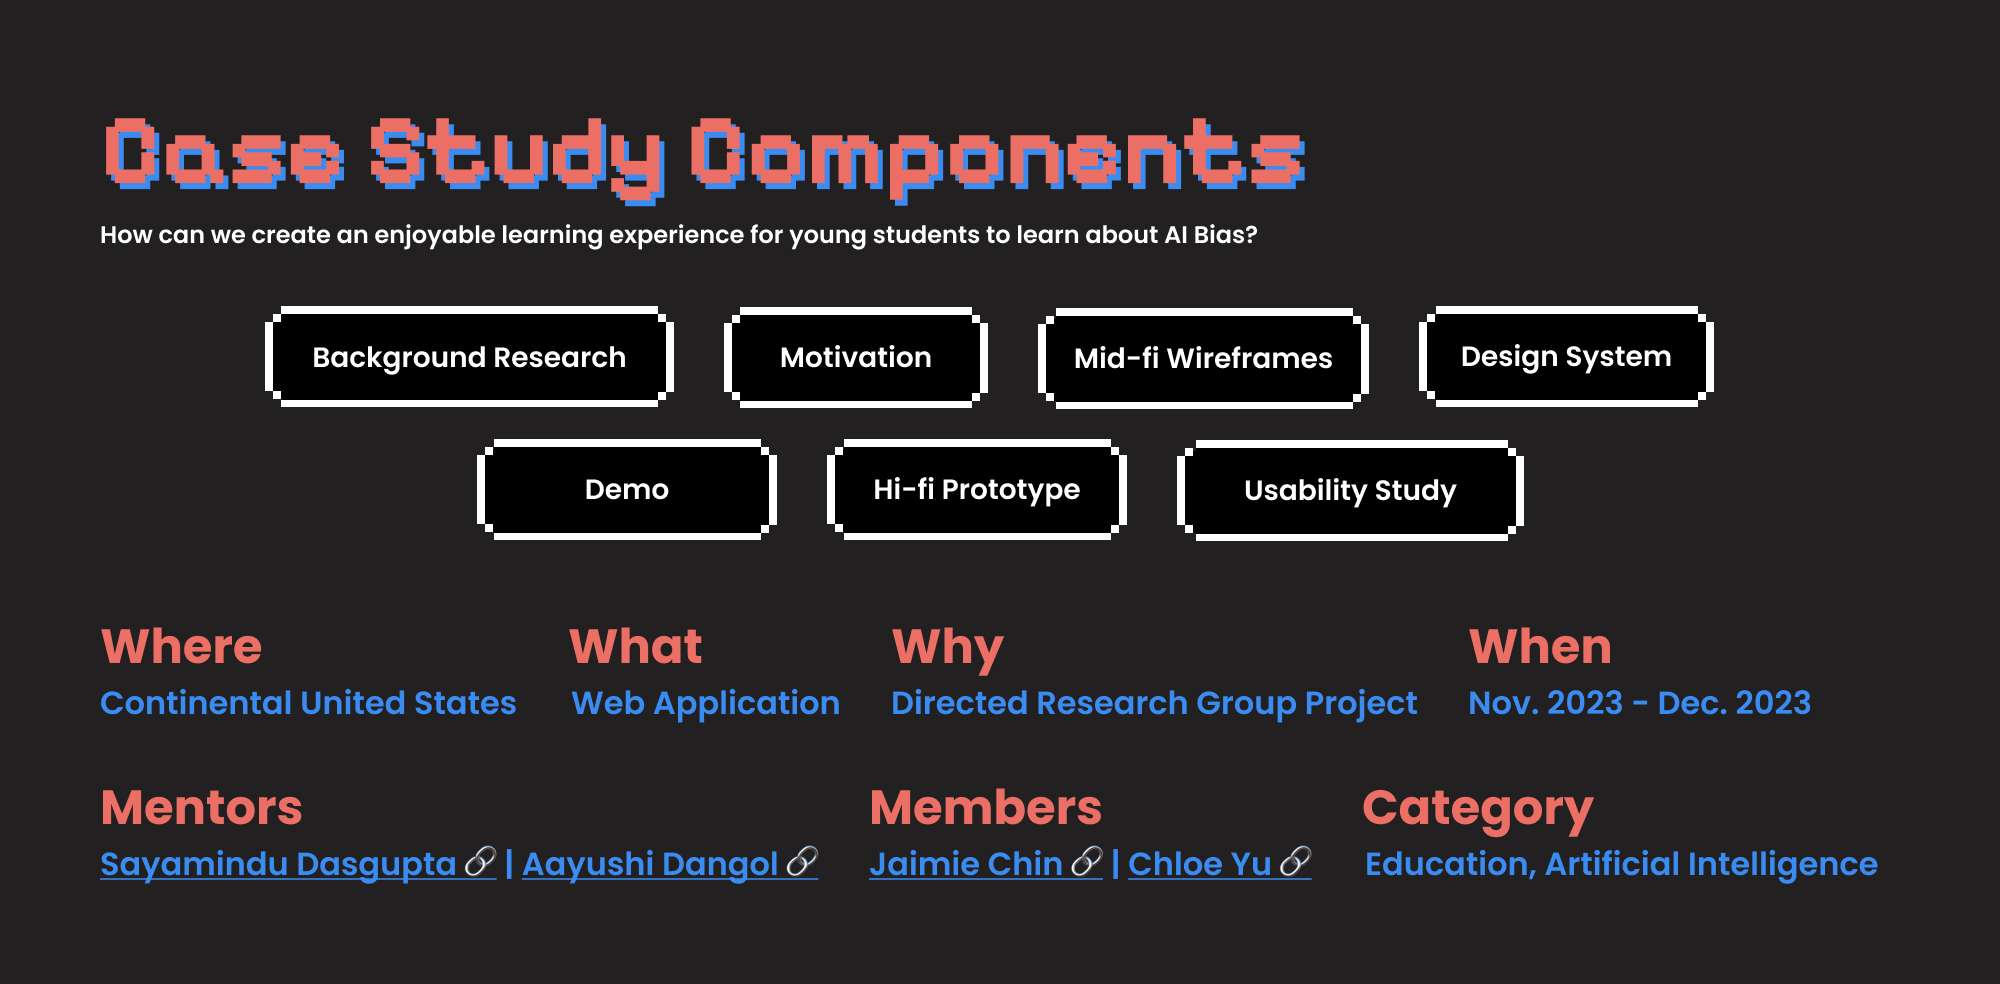 Case Study Components
How can we create an enjoyable learning experience for young students to learn about AI Bias?
Background Research
Motivation
Mid-fi Wireframes
Design System
Demo
Hi-fi Prototype
Usability Study
Where
Continental United States
What
Web Application
Why
Directed Research Group Project
When
Nov. 2023 - Dec. 2023
Mentors
Sayamindu Dasgupta 🔗 | Aayushi Dangol 🔗
Members
Jaimie Chin 🔗 | Chloe Yu 🔗
Category
Education, Artificial Intelligence